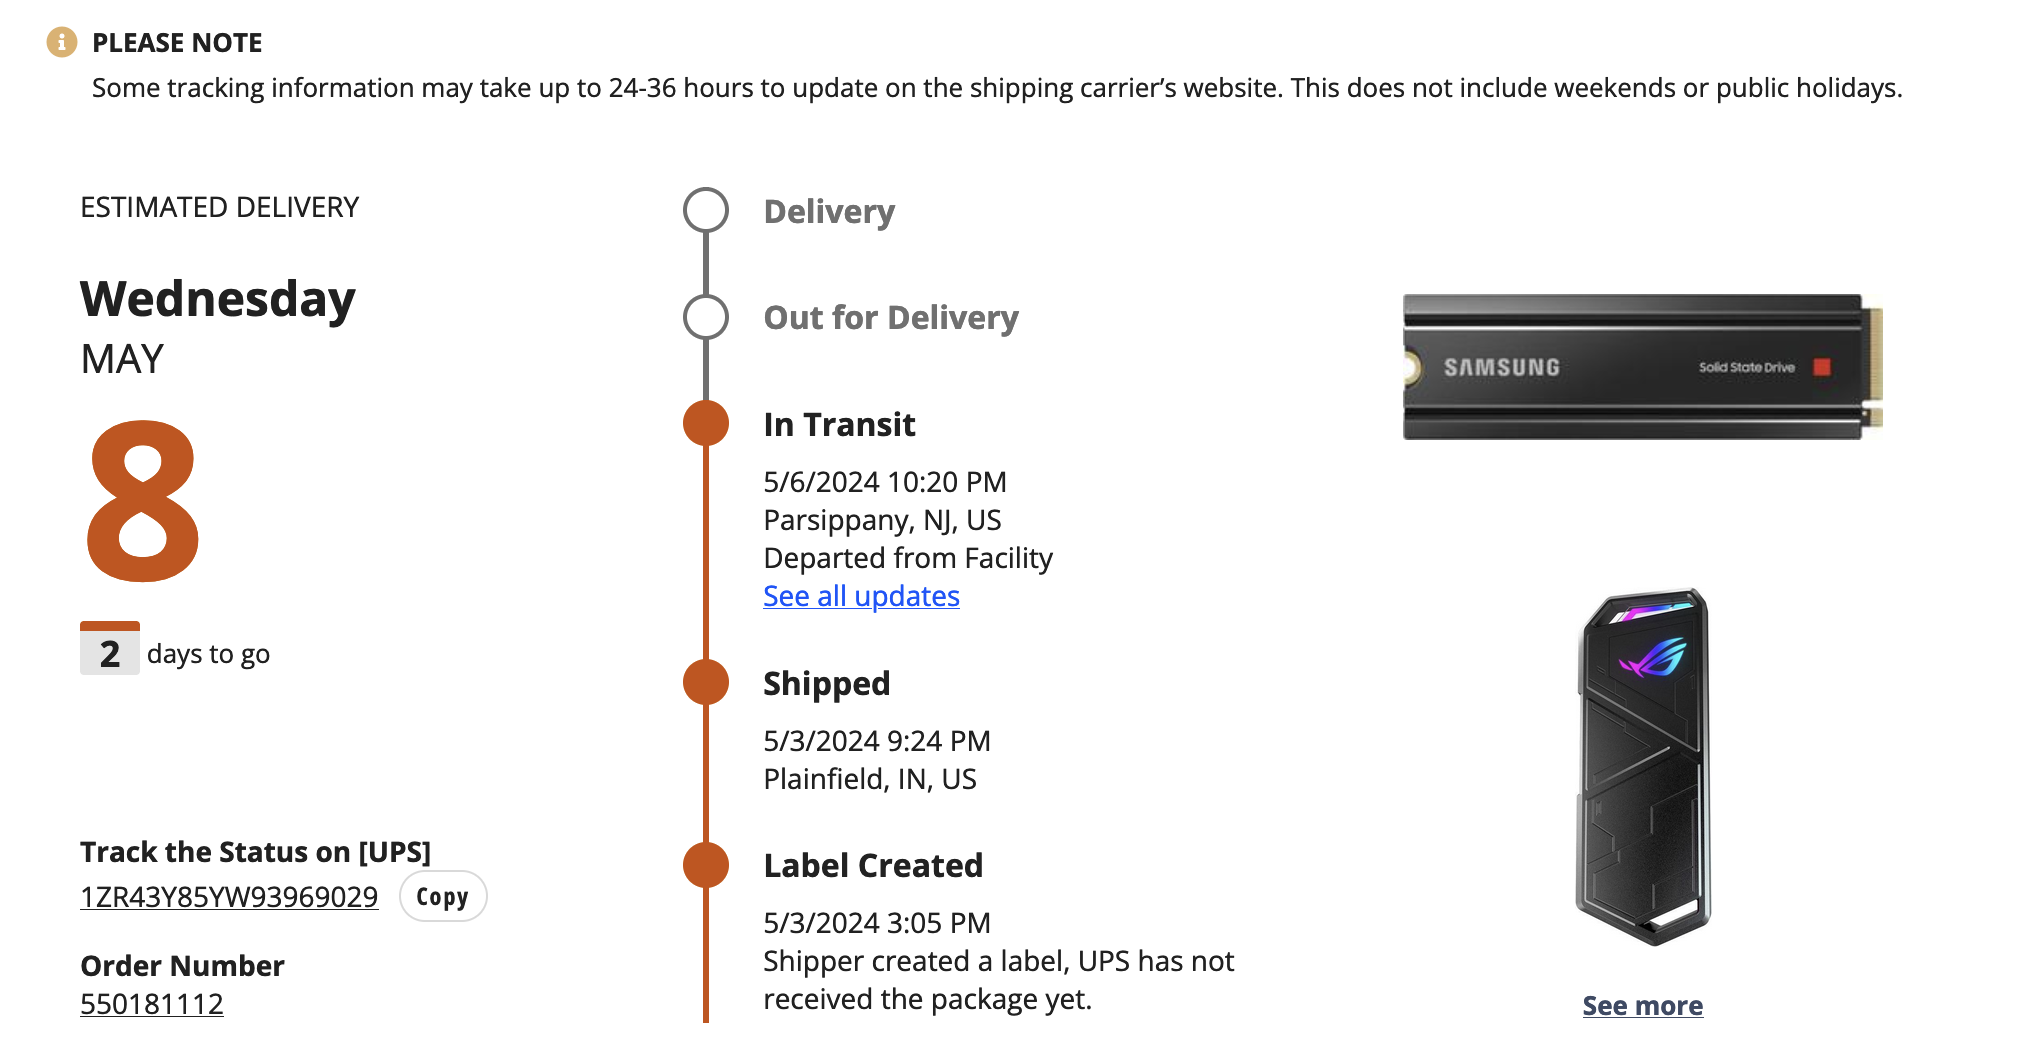 PLEASE NOTE
Some tracking information may take up to 24-36 hours to update on the shipping carrier’s website. This does not include weekends or public holidays.
ESTIMATED DELIVERY
Wednesday
MAY
8
2 days to go
Track the Status on [UPS]
1ZR43Y85YW93969029 Copy
Order Number
550181112
Delivery
Out for Delivery
In Transit
5/6/2024 10:20 PM
Parsippany, NJ, US
Departed from Facility
See all updates
Shipped
5/3/2024 9:24 PM
Plainfield, IN, US
Label Created
5/3/2024 3:05 PM
Shipper created a label, UPS has not
received the package yet.
SAMSUNG Solid State Drive
See more